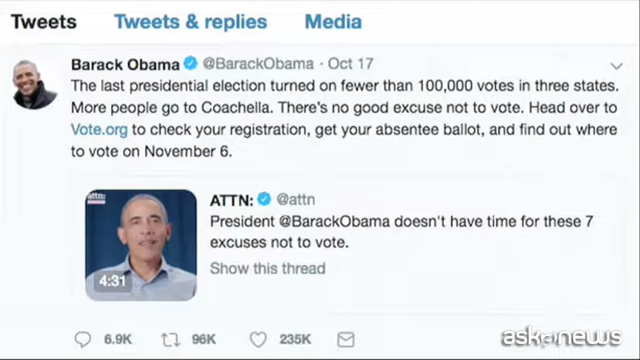 Tweets Tweets & replies Media
Barack Obama @BarackObama · Oct 17
The last presidential election turned on fewer than 100,000 votes in three states.
More people go to Coachella. There's no good excuse not to vote. Head over to
Vote.org to check your registration, get your absentee ballot, and find out where
to vote on November 6.
attn:
ATTN: @attn
President @BarackObama doesn't have time for these 7
excuses not to vote.
Show this thread
4:31
6.9K 96K 235K
askanews